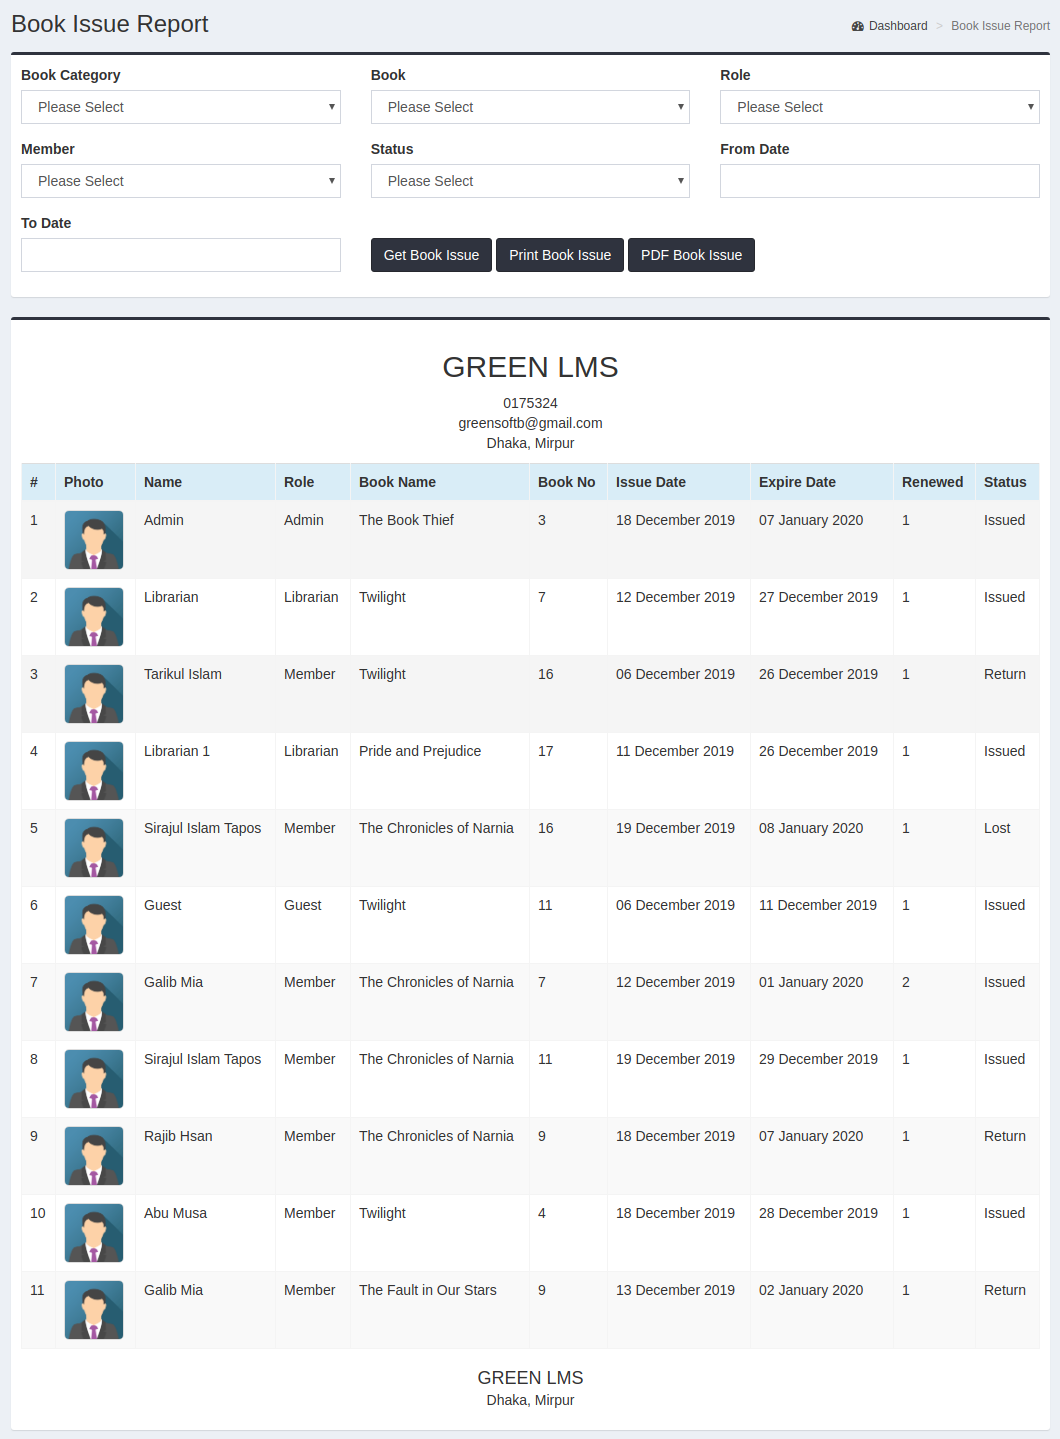 Book Issue Report
Dashboard > Book Issue Report
Book Category Book Role
Please Select Please Select Please Select
Member Status From Date
Please Select Please Select
To Date
Get Book Issue Print Book Issue PDF Book Issue
GREEN LMS
0175324
greensoftb@gmail.com
Dhaka, Mirpur
# Photo Name Role Book Name Book No Issue Date Expire Date Renewed Status
1 Admin Admin The Book Thief 3 18 December 2019 07 January 2020 1 Issued
2 Librarian Librarian Twilight 7 12 December 2019 27 December 2019 1 Issued
3 Tarikul Islam Member Twilight 16 06 December 2019 26 December 2019 1 Return
4 Librarian 1 Librarian Pride and Prejudice 17 11 December 2019 26 December 2019 1 Issued
5 Sirajul Islam Tapos Member The Chronicles of Narnia 16 19 December 2019 08 January 2020 1 Lost
6 Guest Guest Twilight 11 06 December 2019 11 December 2019 1 Issued
7 Galib Mia Member The Chronicles of Narnia 7 12 December 2019 01 January 2020 2 Issued
8 Sirajul Islam Tapos Member The Chronicles of Narnia 11 19 December 2019 29 December 2019 1 Issued
9 Rajib Hsan Member The Chronicles of Narnia 9 18 December 2019 07 January 2020 1 Return
10 Abu Musa Member Twilight 4 18 December 2019 28 December 2019 1 Issued
11 Galib Mia Member The Fault in Our Stars 9 13 December 2019 02 January 2020 1 Return
GREEN LMS
Dhaka, Mirpur